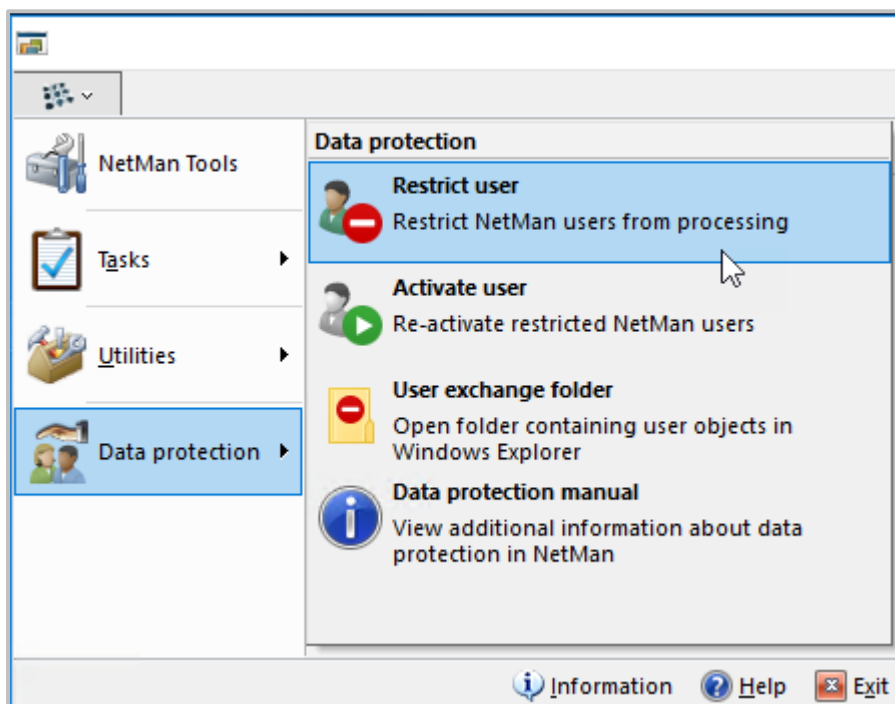 NetMan Tools
Tasks
Utilities
Data protection
Data protection
Restrict user
Restrict NetMan users from processing
Activate user
Re-activate restricted NetMan users
User exchange folder
Open folder containing user objects in
Windows Explorer
Data protection manual
View additional information about data
protection in NetMan
Information
Help
Exit